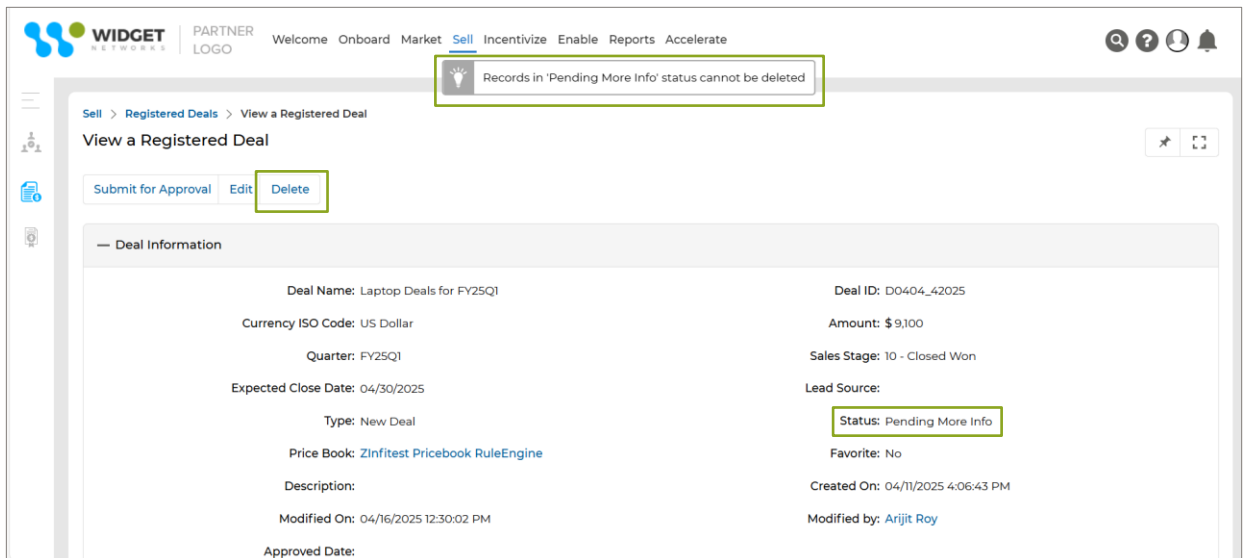 WIDGET
NETWORKS
PARTNER
LOGO
Welcome Onboard Market Sell Incentivize Enable Reports Accelerate
Records in 'Pending More Info' status cannot be deleted
Sell > Registered Deals > View a Registered Deal
View a Registered Deal
Submit for Approval Edit Delete
— Deal Information
Deal Name: Laptop Deals for FY25Q1 Deal ID: D0404_42025
Currency ISO Code: US Dollar Amount: $ 9,100
Quarter: FY25Q1 Sales Stage: 10 - Closed Won
Expected Close Date: 04/30/2025 Lead Source:
Type: New Deal Status: Pending More Info
Price Book: ZInfitest Pricebook RuleEngine Favorite: No
Description: Created On: 04/11/2025 4:06:43 PM
Modified On: 04/16/2025 12:30:02 PM Modified by: Arijit Roy
Approved Date: